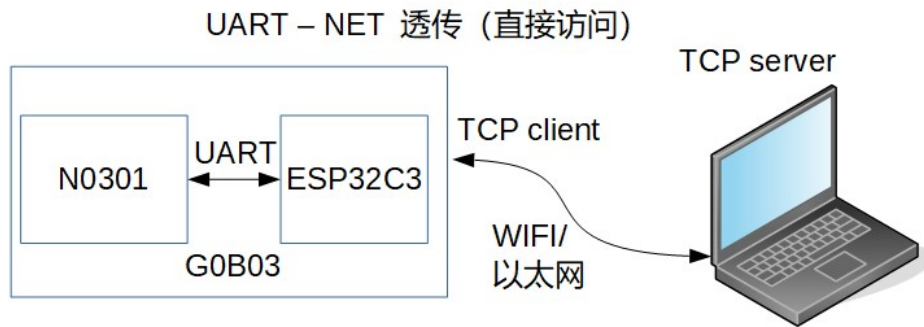 UART – NET 透传（直接访问）
TCP server
TCP client
UART
N0301
ESP32C3
WIFI/
以太网
G0B03